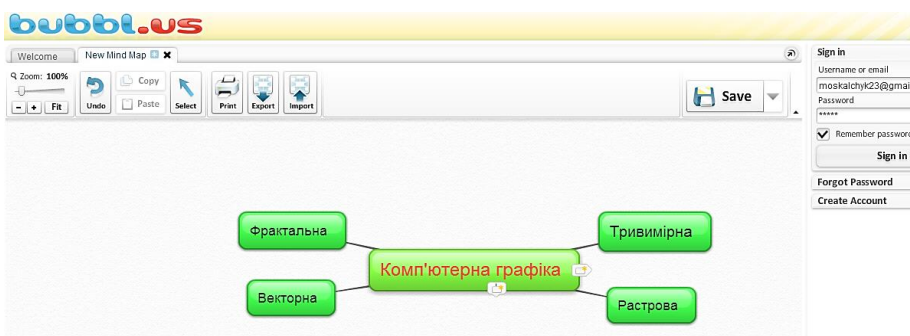 bubbl.us
Welcome
New Mind Map
Zoom: 100%
Fit
Undo
Copy
Paste
Select
Print
Export
Import
Save
Sign in
Username or email
moskalchyk23@gmai
Password
*****
Remember password
Sign in
Forgot Password
Create Account
Фрактальна
Тривимірна
Комп'ютерна графіка
Векторна
Растрова